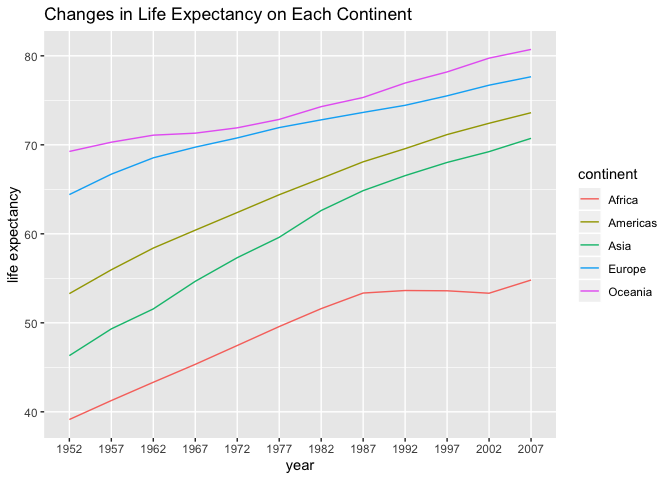 Changes in Life Expectancy on Each Continent
80
70
60
50
40
life expectancy
1952 1957 1962 1967 1972 1977 1982 1987 1992 1997 2002 2007
year
continent
Africa
Americas
Asia
Europe
Oceania